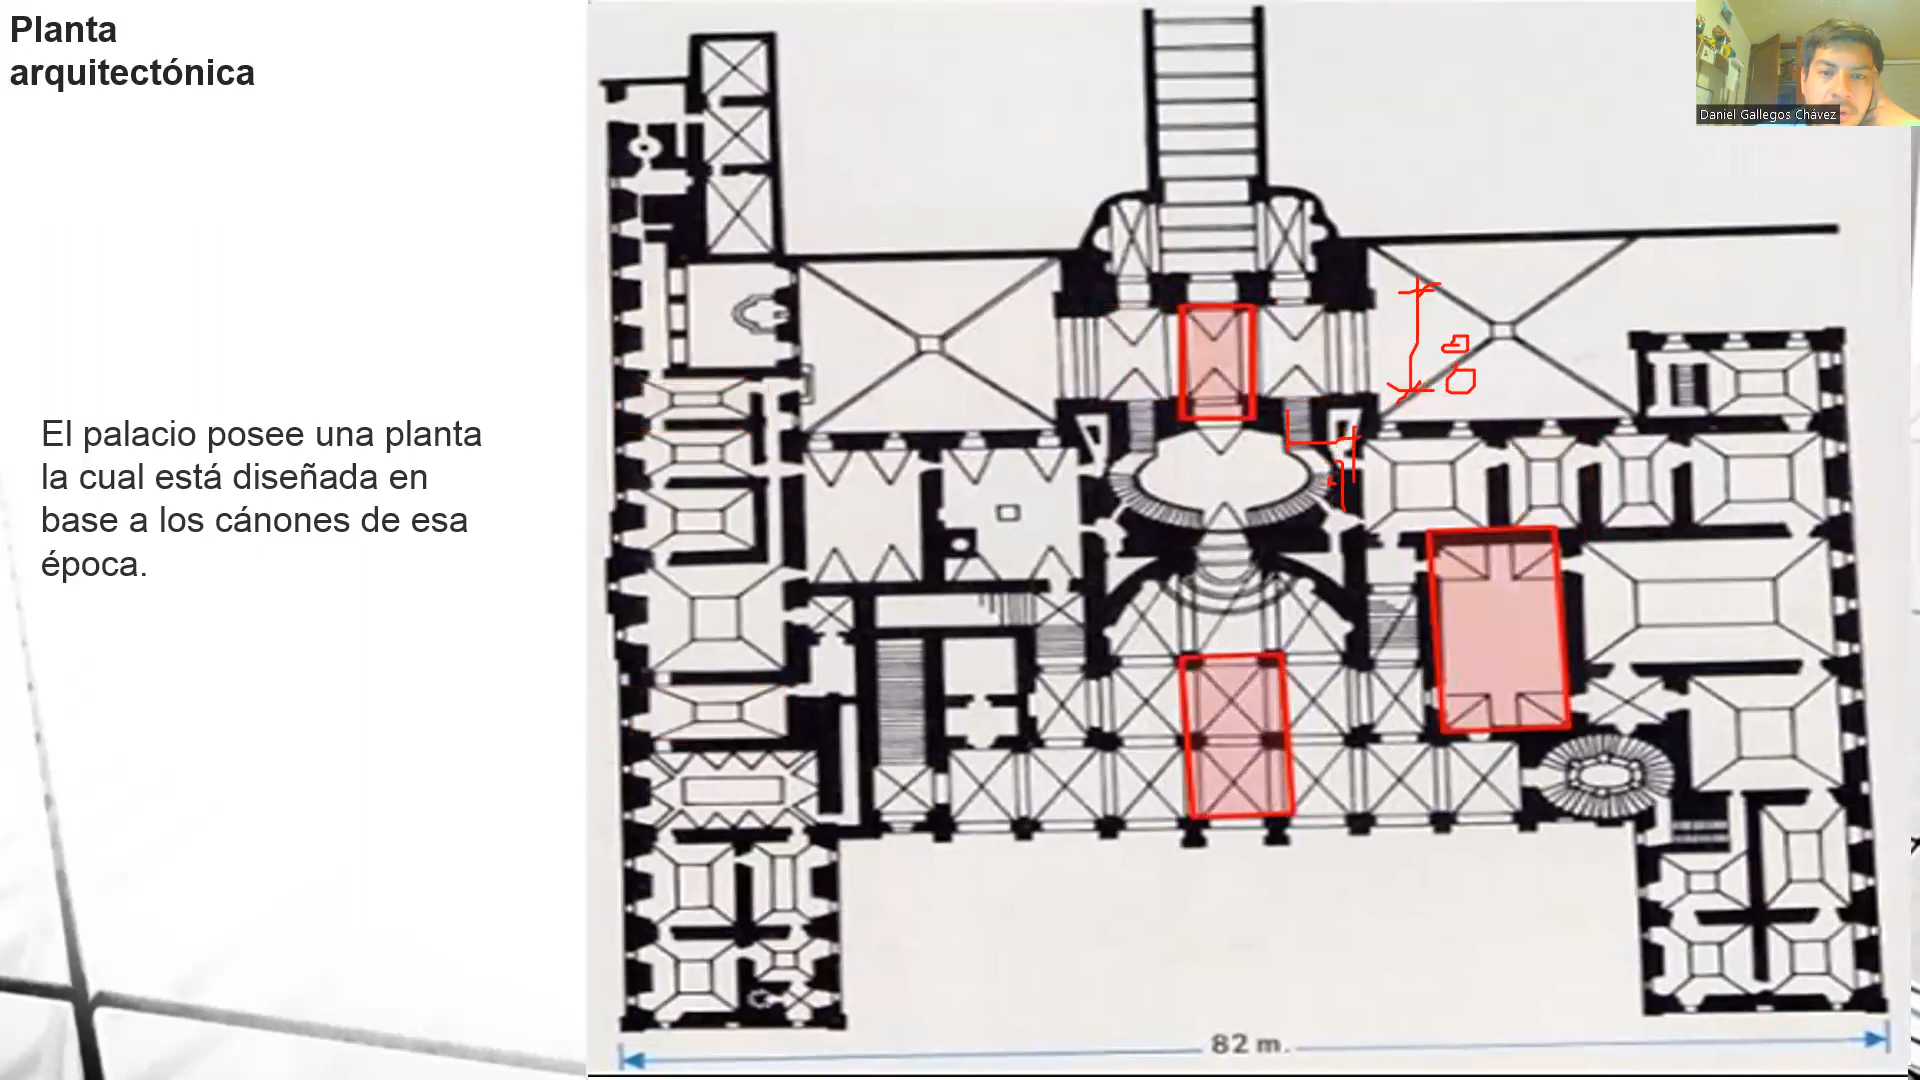 Planta
arquitectónica
Daniel Gallegos Chávez
El palacio posee una planta
la cual está diseñada en
base a los cánones de esa
época.
82 m.